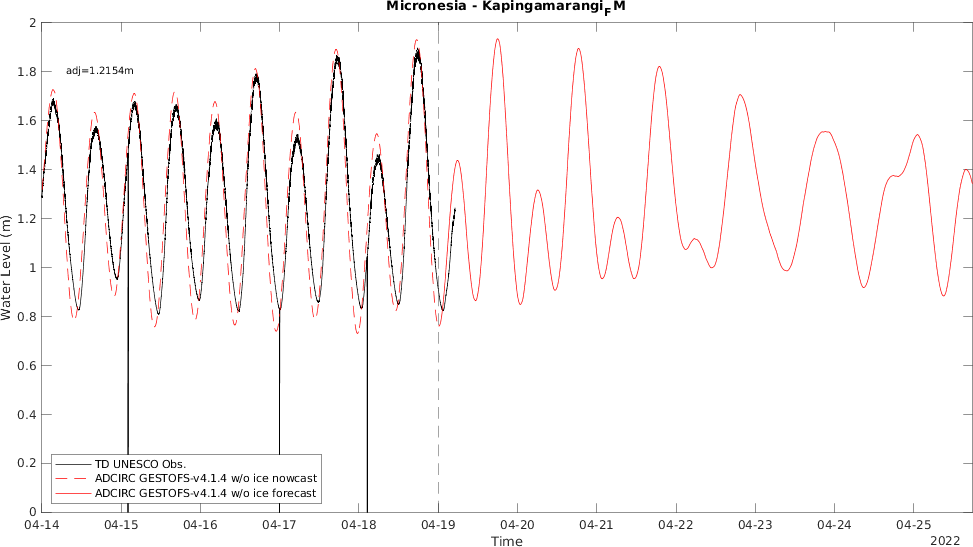 Micronesia - Kapingamarangi_FM
2
1.8
adj=1.2154m
1.6
1.4
1.2
1
0.8
0.6
0.4
0.2
0
Water Level (m)
TD UNESCO Obs.
ADCIRC GESTOFS-v4.1.4 w/o ice nowcast
ADCIRC GESTOFS-v4.1.4 w/o ice forecast
04-14 04-15 04-16 04-17 04-18 04-19 04-20 04-21 04-22 04-23 04-24 04-25
Time
2022